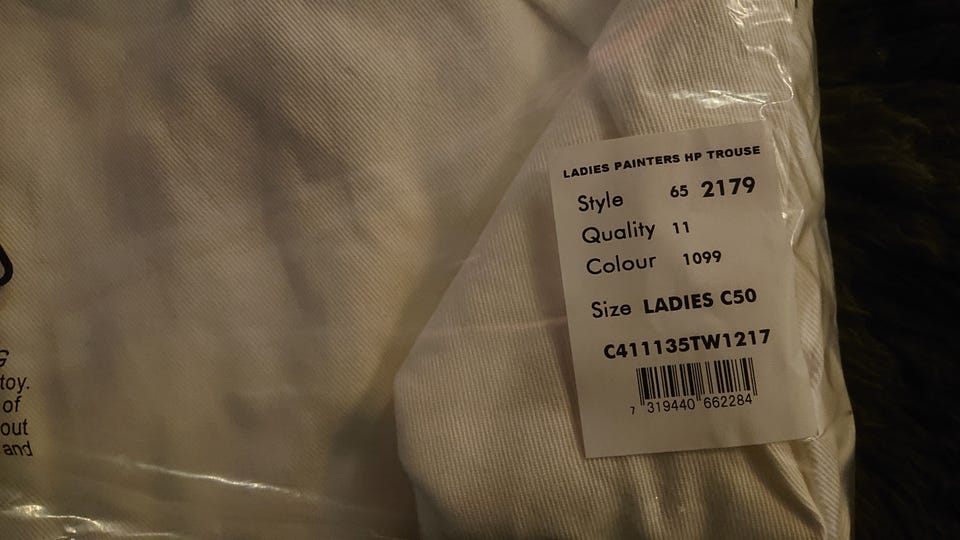 LADIES PAINTERS HP TROUSE
Style 65 2179
Quality 11
Colour 1099
Size LADIES C50
C411135TW1217
7 319440 662284
G
toy.
of
out
and